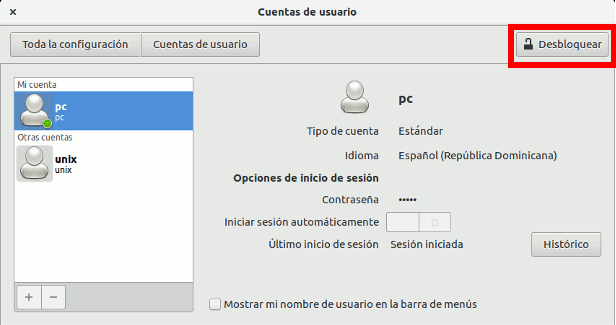 Cuentas de usuario
Toda la configuración Cuentas de usuario Desbloquear
Mi cuenta
pc
pc
Otras cuentas
unix
unix
pc
Tipo de cuenta Estándar
Idioma Español (República Dominicana)
Opciones de inicio de sesión
Contraseña •••••
Iniciar sesión automáticamente
Último inicio de sesión Sesión iniciada Histórico
Mostrar mi nombre de usuario en la barra de menús